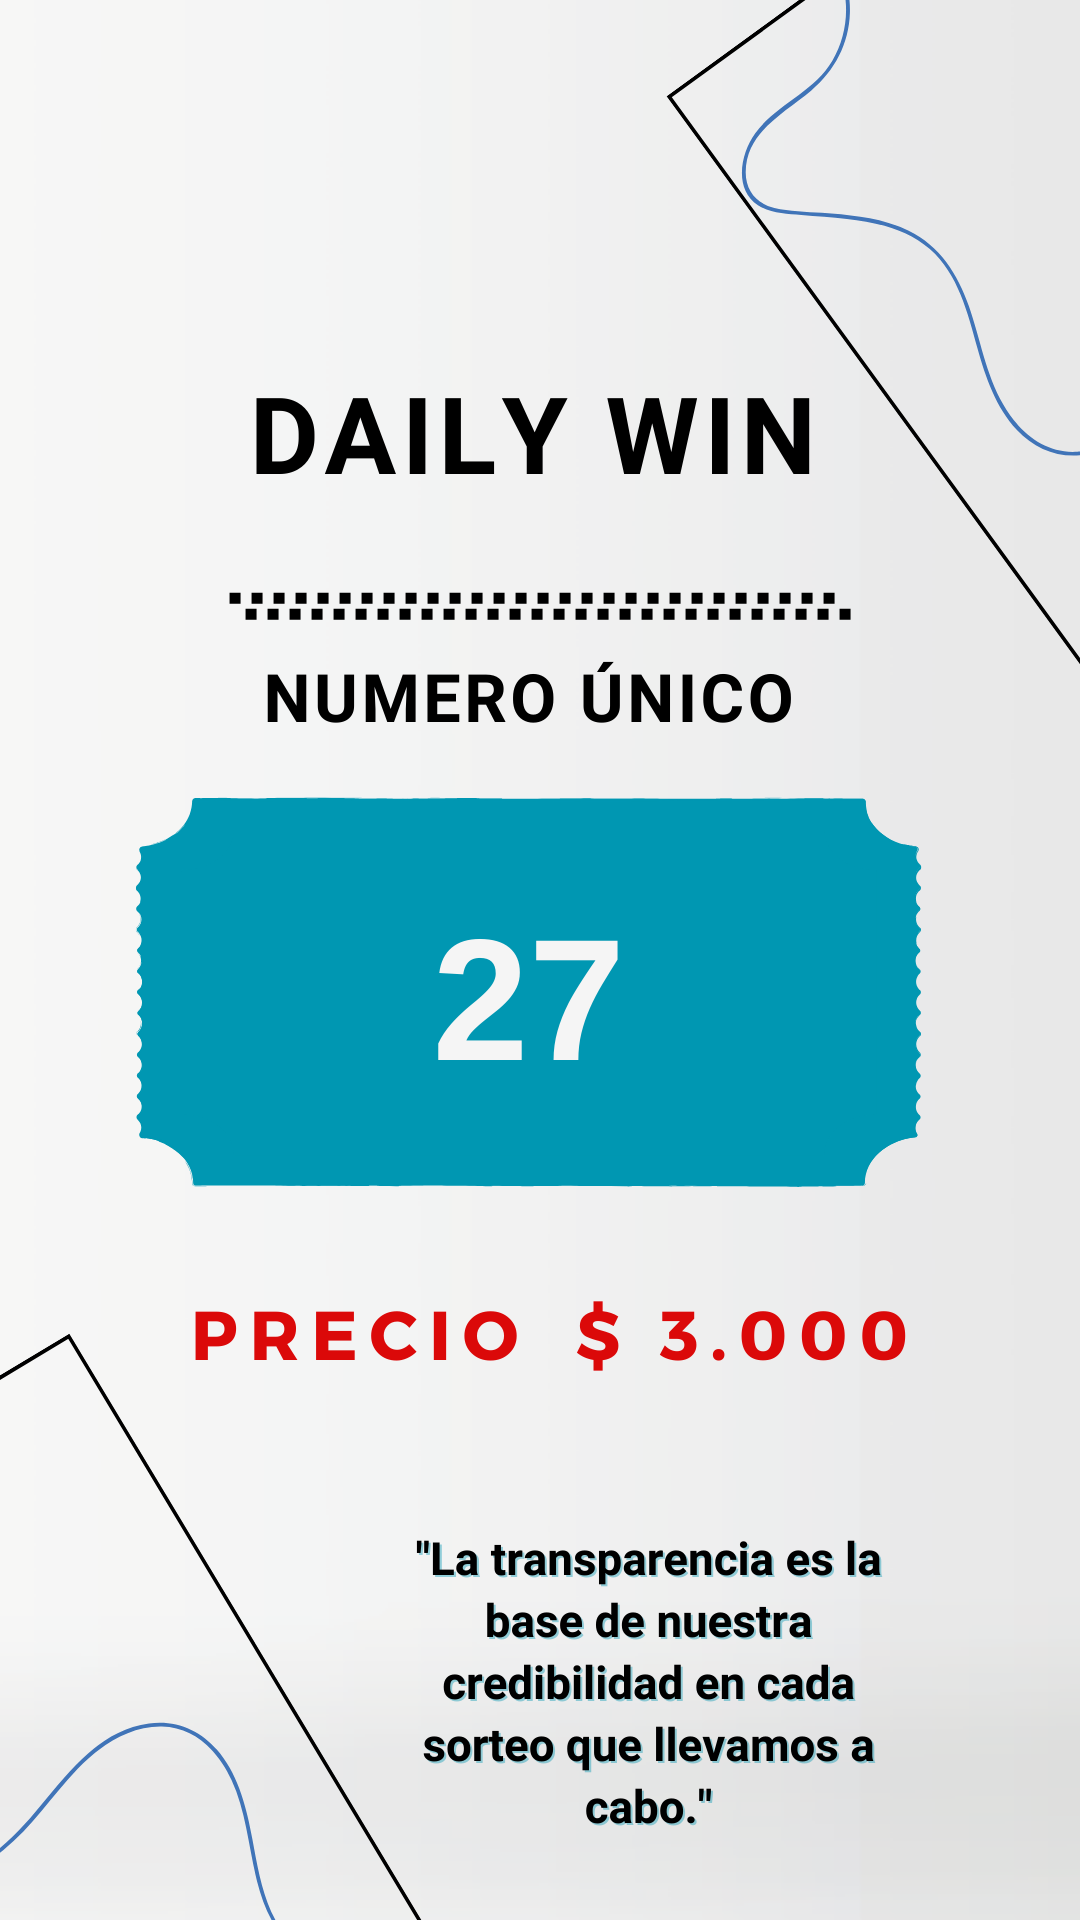 DAILY WIN
NUMERO ÚNICO
27
PRECIO $ 3.000
"La transparencia es la
base de nuestra
credibilidad en cada
sorteo que llevamos a
cabo."